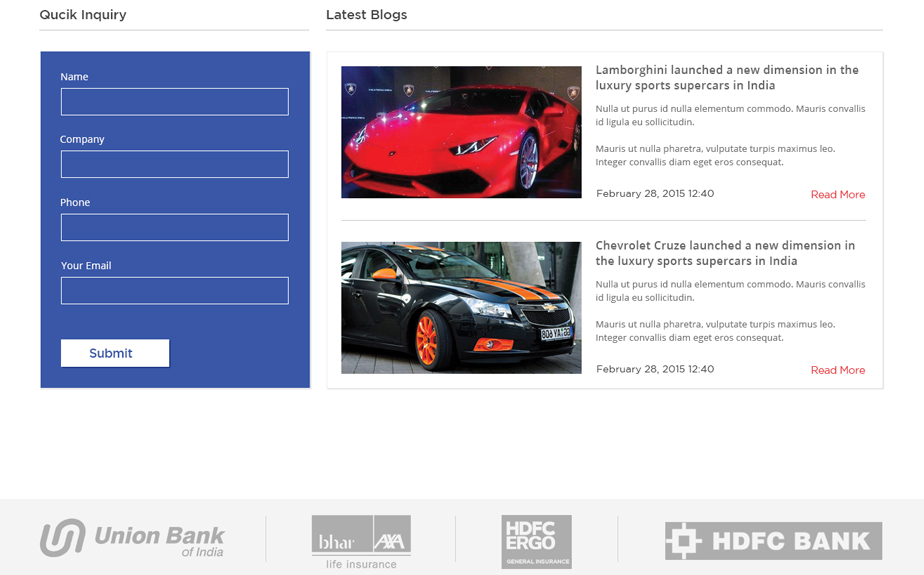 Qucik Inquiry
Latest Blogs
Name
Company
Phone
Your Email
Submit
Lamborghini launched a new dimension in the
luxury sports supercars in India
Nulla ut purus id nulla elementum commodo. Mauris convallis
id ligula eu sollicitudin.
Mauris ut nulla pharetra, vulputate turpis maximus leo.
Integer convallis diam eget eros consequat.
February 28, 2015 12:40
Read More
Chevrolet Cruze launched a new dimension in
the luxury sports supercars in India
Nulla ut purus id nulla elementum commodo. Mauris convallis
id ligula eu sollicitudin.
Mauris ut nulla pharetra, vulputate turpis maximus leo.
Integer convallis diam eget eros consequat.
February 28, 2015 12:40
Read More
Union Bank
of India
bhar AXA
life insurance
HDFC
ERGO
GENERAL INSURANCE
HDFC BANK